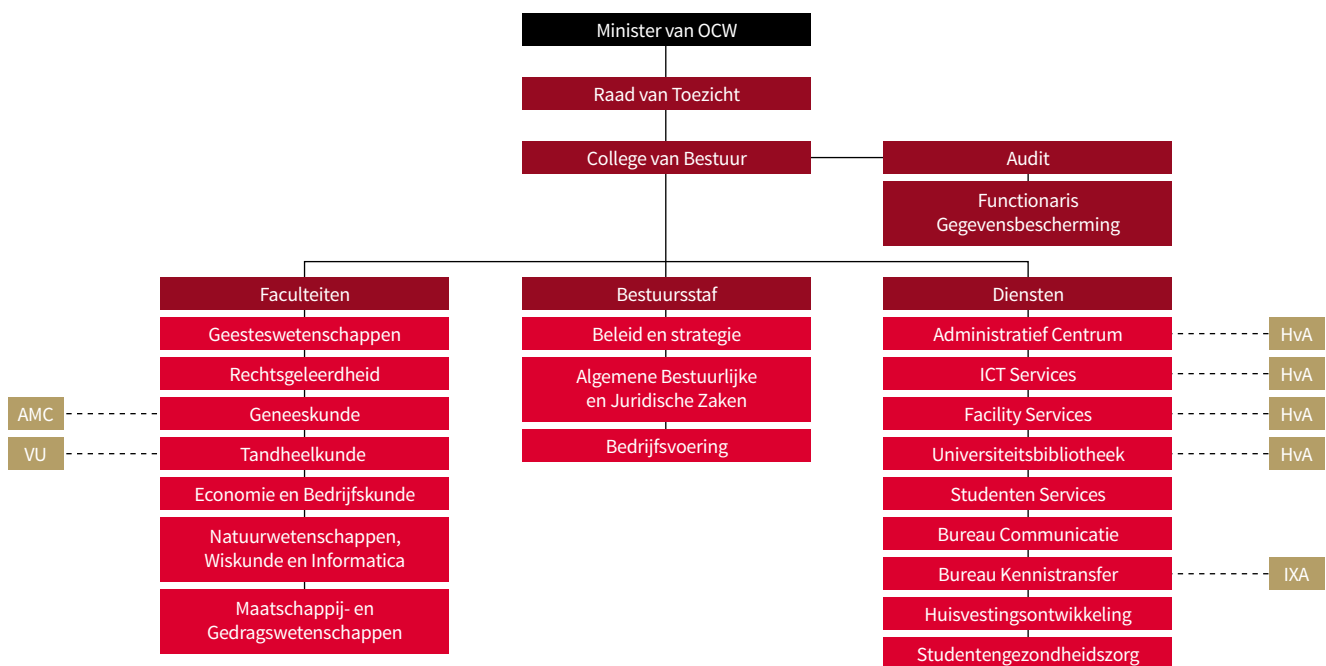 Minister van OCW
Raad van Toezicht
College van Bestuur
Audit
Functionaris
Gegevensbescherming
Faculteiten
Geesteswetenschappen
Rechtsgeleerdheid
AMC
Geneeskunde
VU
Tandheelkunde
Economie en Bedrijfskunde
Natuurwetenschappen,
Wiskunde en Informatica
Maatschappij- en
Gedragswetenschappen
Bestuursstaf
Beleid en strategie
Algemene Bestuurlijke
en Juridische Zaken
Bedrijfsvoering
Diensten
Administratief Centrum
HvA
ICT Services
HvA
Facility Services
HvA
Universiteitsbibliotheek
HvA
Studenten Services
Bureau Communicatie
Bureau Kennistransfer
IXA
Huisvestingsontwikkeling
Studentengezondheidszorg